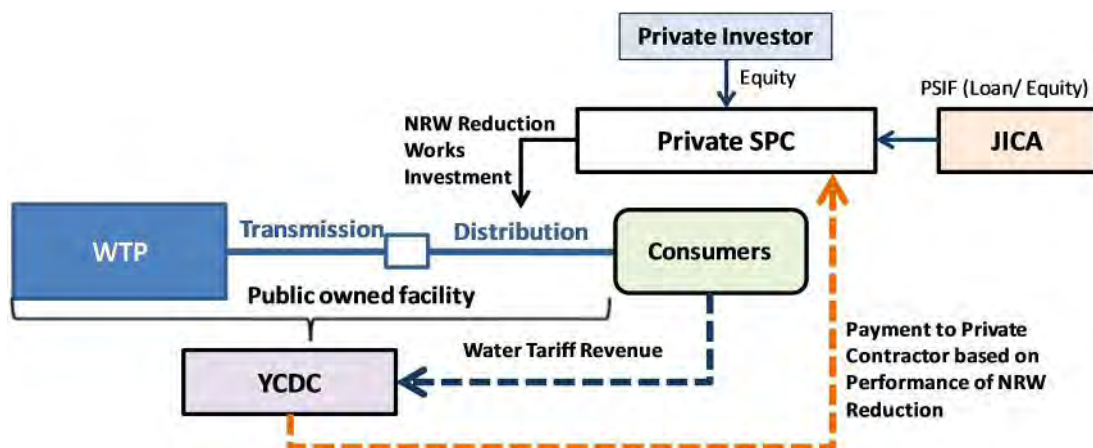 Private Investor
Equity
PSIF (Loan/ Equity)
NRW Reduction
Works
Investment
Private SPC
JICA
WTP
Transmission
Distribution
Consumers
Public owned facility
Water Tariff Revenue
YCDC
Payment to Private
Contractor based on
Performance of NRW
Reduction